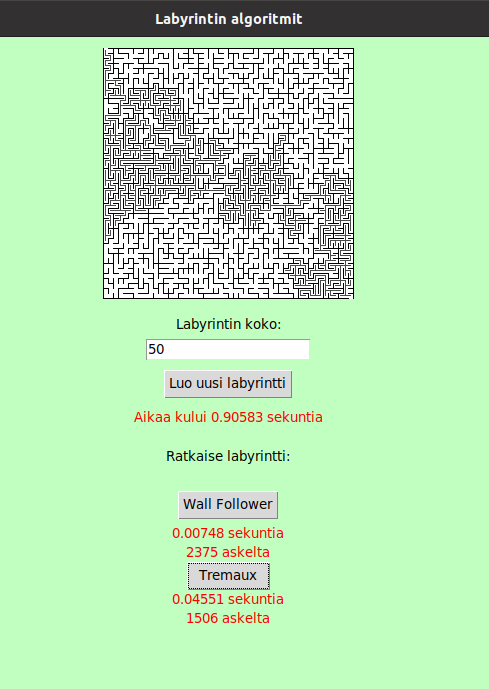 Labyrintin algoritmit
Labyrintin koko:
50
Luo uusi labyrintti
Aikaa kului 0.90583 sekuntia
Ratkaise labyrintti:
Wall Follower
0.00748 sekuntia
2375 askelta
Tremaux
0.04551 sekuntia
1506 askelta